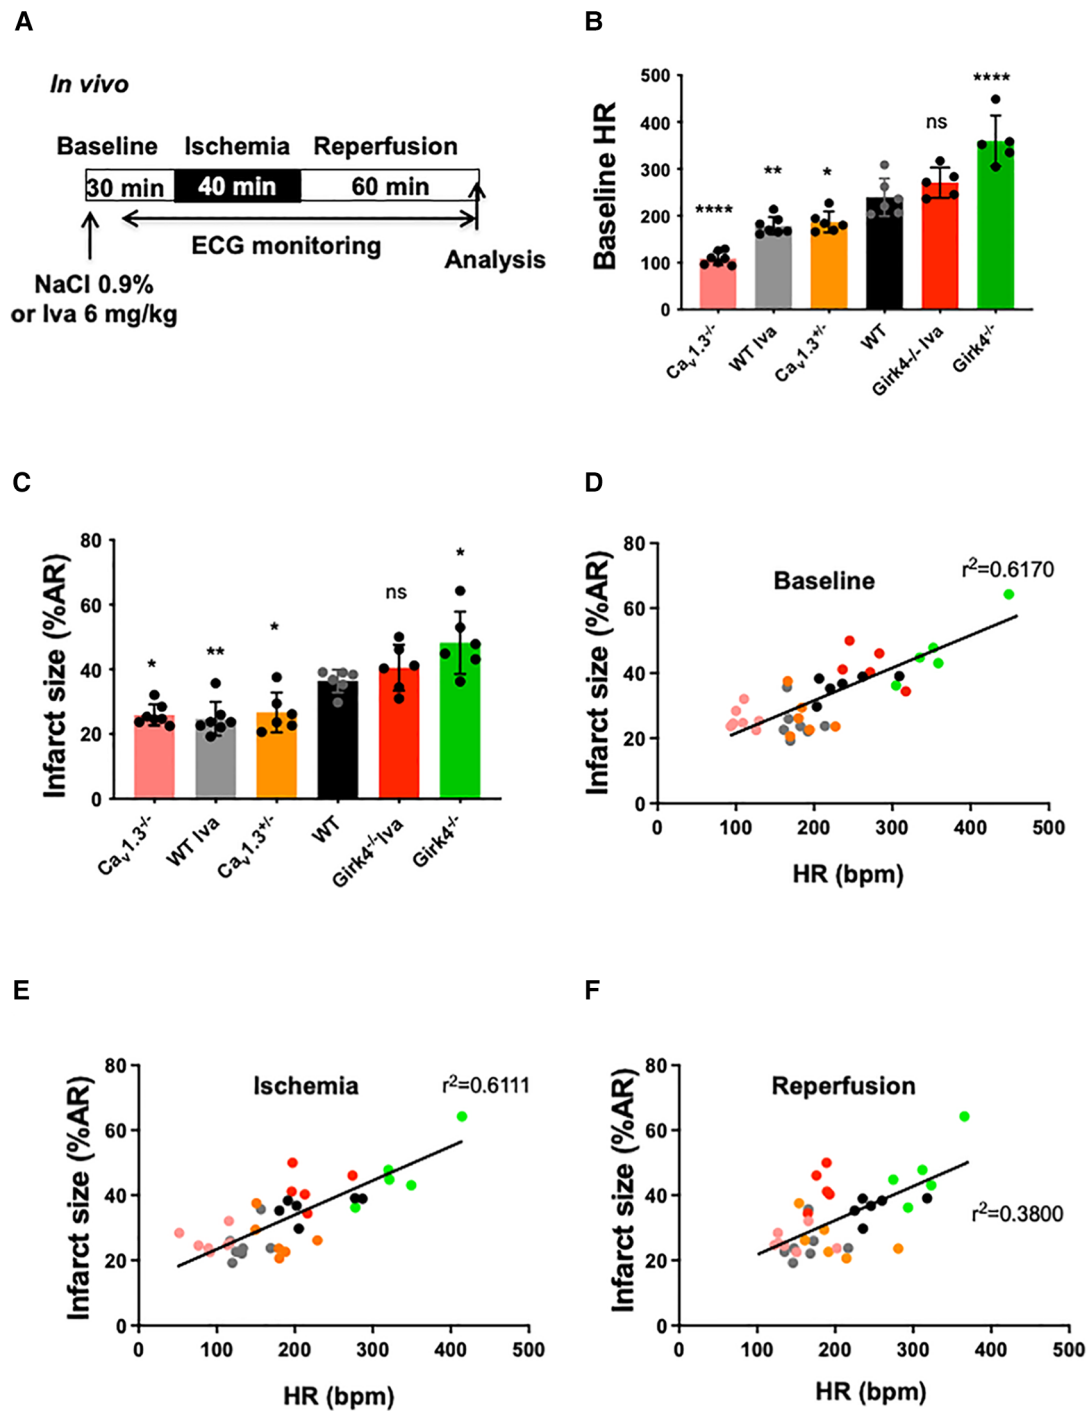 A
In vivo
Baseline Ischemia Reperfusion
30 min 40 min 60 min
ECG monitoring
Analysis
NaCl 0.9%
or Iva 6 mg/kg
B
Baseline HR
500
400
300
200
100
0
****
**
*
ns
****
Cav1.3-/-
WT Iva
Cav1.3+/-
WT
Girk4-/- Iva
Girk4-/-
C
Infarct size (%AR)
80
60
40
20
0
*
**
*
ns
*
Cav1.3-/-
WT Iva
Cav1.3+/-
WT
Girk4-/-Iva
Girk4-/-
D
Infarct size (%AR)
80
60
40
20
0
Baseline
r2=0.6170
0 100 200 300 400 500
HR (bpm)
E
Infarct size (%AR)
80
60
40
20
0
Ischemia
r2=0.6111
0 100 200 300 400 500
HR (bpm)
F
Infarct size (%AR)
80
60
40
20
0
Reperfusion
r2=0.3800
0 100 200 300 400 500
HR (bpm)